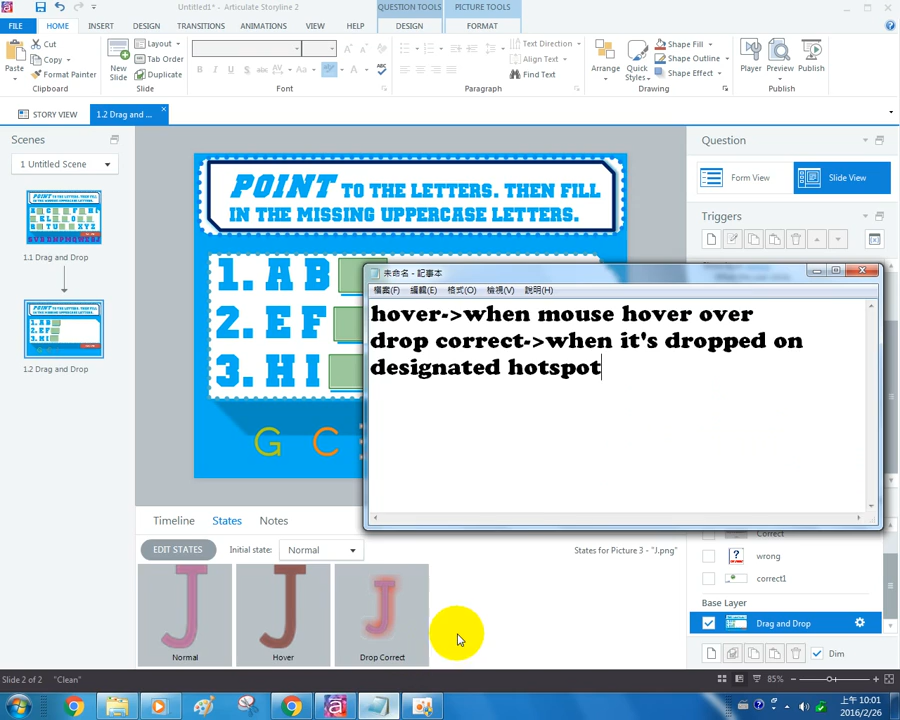 Untitled1* - Articulate Storyline 2
QUESTION TOOLS
PICTURE TOOLS
FILE
HOME
INSERT
DESIGN
TRANSITIONS
ANIMATIONS
VIEW
HELP
DESIGN
FORMAT
Paste
Cut
Copy
Format Painter
Clipboard
New
Slide
Layout
Tab Order
Duplicate
Slide
Font
Text Direction
Align Text
Find Text
Paragraph
Arrange
Quick
Styles
Shape Fill
Shape Outline
Shape Effect
Drawing
Player
Preview
Publish
Publish
STORY VIEW
1.2 Drag and ...
Scenes
1 Untitled Scene
1.1 Drag and Drop
1.2 Drag and Drop
POINT TO THE LETTERS. THEN FILL
IN THE MISSING UPPERCASE LETTERS.
1. A B
2. E F
3. H I
G C
未命名 - 記事本
檔案(F) 編輯(E) 格式(O) 檢視(V) 說明(H)
hover->when mouse hover over
drop correct->when it's dropped on
designated hotspot
Question
Form View
Slide View
Triggers
Timeline
States
Notes
EDIT STATES
Initial state:
Normal
States for Picture 3 - "J.png"
J
Normal
J
Hover
J
Drop Correct
Correct
wrong
correct1
Base Layer
Drag and Drop
Dim
Slide 2 of 2
"Clean"
85%
上午 10:01
2016/2/26